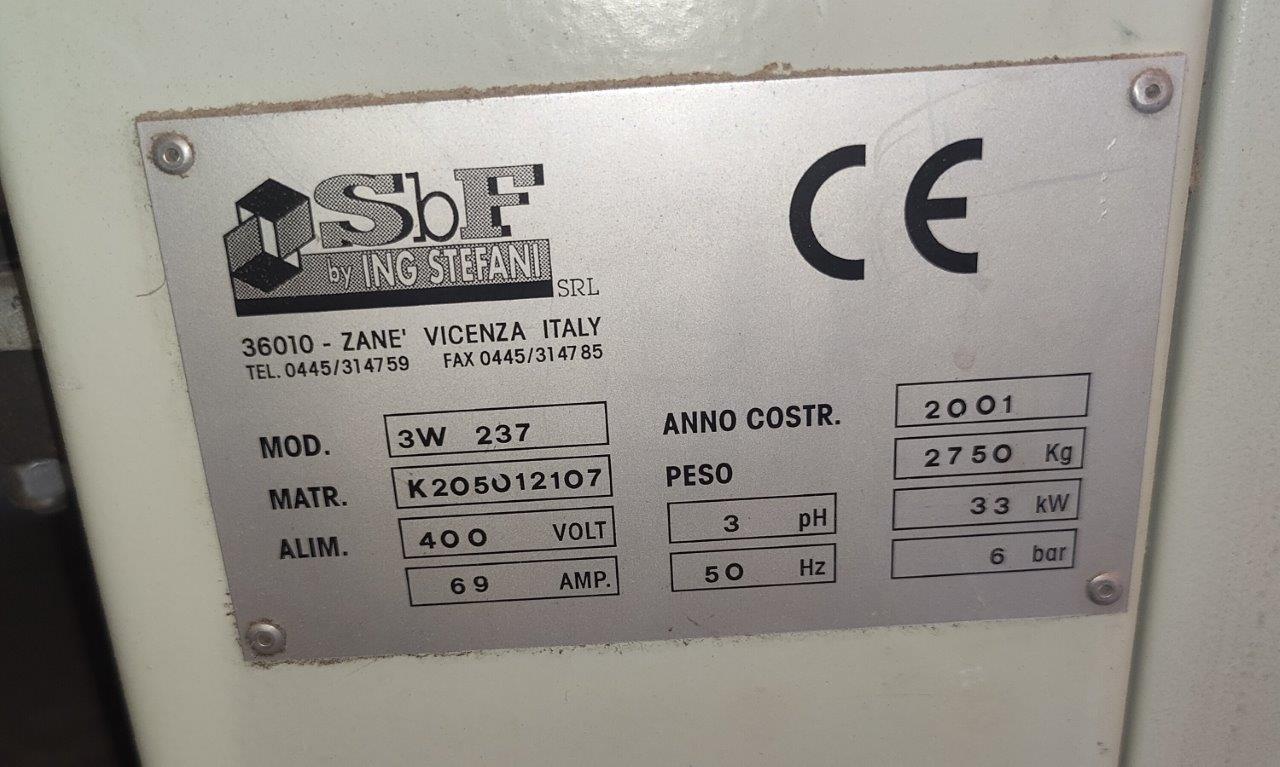 SbF
by ING STEFANI SRL
CE
36010 - ZANE' VICENZA ITALY
TEL. 0445/314759 FAX 0445/314785
MOD. 3W 237 ANNO COSTR. 2001
MATR. K205012107 PESO 2750 Kg
ALIM. 400 VOLT 3 pH 33 kW
69 AMP. 50 Hz 6 bar